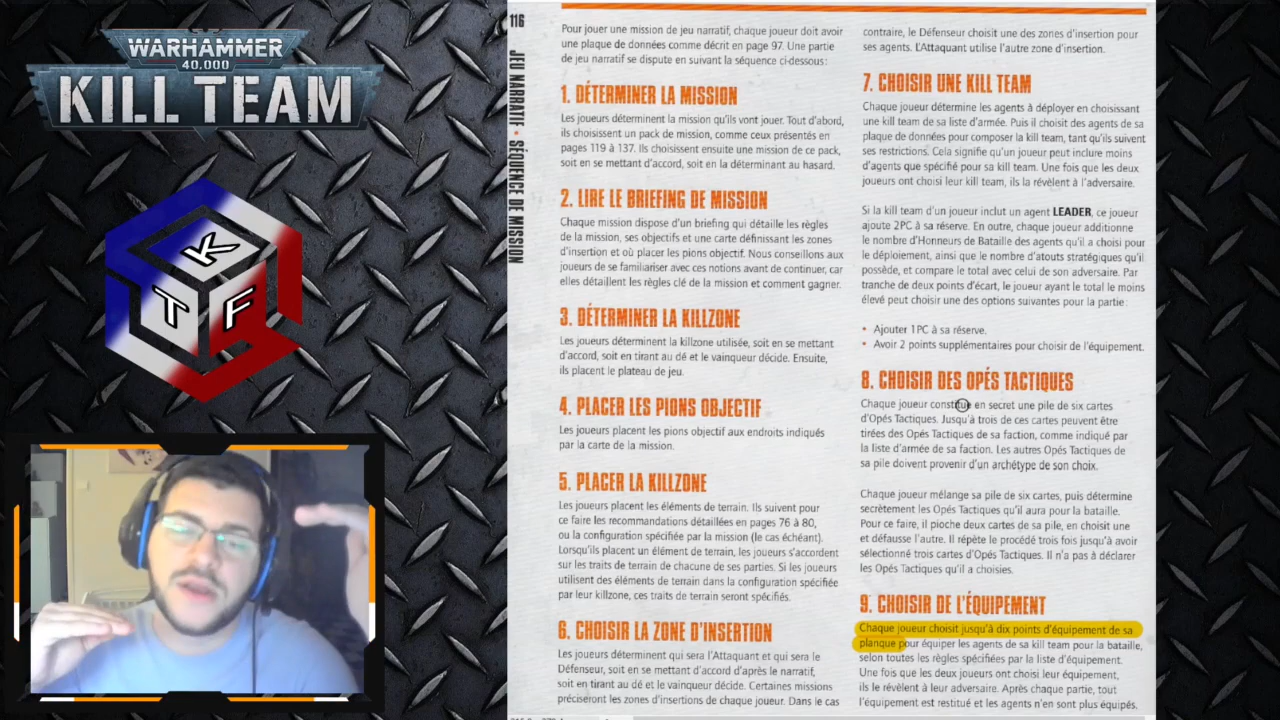 WARHAMMER
40,000
KILL TEAM
K
T
F
116
JEU NARRATIF • SÉQUENCE DE MISSION
Pour jouer une mission de jeu narratif, chaque joueur doit avoir
une plaque de données comme décrit en page 97. Une partie
de jeu narratif se dispute en suivant la séquence ci-dessous :
1. DÉTERMINER LA MISSION
Les joueurs déterminent la mission qu'ils vont jouer. Tout d'abord,
ils choisissent un pack de mission, comme ceux présentés en
pages 119 à 137. Ils choisissent ensuite une mission de ce pack,
soit en se mettant d'accord, soit en la déterminant au hasard.
2. LIRE LE BRIEFING DE MISSION
Chaque mission dispose d'un briefing qui détaille les règles
de la mission, ses objectifs et une carte définissant les zones
d'insertion et où placer les pions objectif. Nous conseillons aux
joueurs de se familiariser avec ces notions avant de continuer, car
elles détaillent les règles clé de la mission et comment gagner.
3. DÉTERMINER LA KILLZONE
Les joueurs déterminent la killzone utilisée, soit en se mettant
d'accord, soit en tirant au dé et le vainqueur décide. Ensuite,
ils placent le plateau de jeu.
4. PLACER LES PIONS OBJECTIF
Les joueurs placent les pions objectif aux endroits indiqués
par la carte de la mission.
5. PLACER LA KILLZONE
Les joueurs placent les éléments de terrain. Ils suivent pour
ce faire les recommandations détaillées en pages 76 à 80,
ou la configuration spécifiée par la mission (le cas échéant).
Lorsqu'ils placent un élément de terrain, les joueurs s'accordent
sur les traits de terrain de chacune de ses parties. Si les joueurs
utilisent des éléments de terrain dans la configuration spécifiée
par leur killzone, ces traits de terrain seront spécifiés.
6. CHOISIR LA ZONE D'INSERTION
Les joueurs déterminent qui sera l'Attaquant et qui sera le
Défenseur, soit en se mettant d'accord d'après le narratif,
soit en tirant au dé et le vainqueur décide. Certaines missions
préciseront les zones d'insertions de chaque joueur. Dans le cas
contraire, le Défenseur choisit une des zones d'insertion pour
ses agents. L'Attaquant utilise l'autre zone d'insertion.
7. CHOISIR UNE KILL TEAM
Chaque joueur détermine les agents à déployer en choisissant
une kill team de sa liste d'armée. Puis il choisit des agents de sa
plaque de données pour composer la kill team, tant qu'ils suivent
ses restrictions. Cela signifie qu'un joueur peut inclure moins
d'agents que spécifié pour sa kill team. Une fois que les deux
joueurs ont choisi leur kill team, ils la révèlent à l'adversaire.
Si la kill team d'un joueur inclut un agent LEADER, ce joueur
ajoute 2PC à sa réserve. En outre, chaque joueur additionne
le nombre d'Honneurs de Bataille des agents qu'il a choisi pour
le déploiement, ainsi que le nombre d'atouts stratégiques qu'il
possède, et compare le total avec celui de son adversaire. Par
tranche de deux points d'écart, le joueur ayant le total le moins
élevé peut choisir une des options suivantes pour la partie :
• Ajouter 1PC à sa réserve.
• Avoir 2 points supplémentaires pour choisir de l'équipement.
8. CHOISIR DES OPÉS TACTIQUES
Chaque joueur constitue en secret une pile de six cartes
d'Opés Tactiques. Jusqu'à trois de ces cartes peuvent être
tirées des Opés Tactiques de sa faction, comme indiqué par
la liste d'armée de sa faction. Les autres Opés Tactiques de
sa pile doivent provenir d'un archétype de son choix.
Chaque joueur mélange sa pile de six cartes, puis détermine
secrètement les Opés Tactiques qu'il aura pour la bataille.
Pour ce faire, il pioche deux cartes de sa pile, en choisit une
et défausse l'autre. Il répète le procédé trois fois jusqu'à avoir
sélectionné trois cartes d'Opés Tactiques. Il n'a pas à déclarer
les Opés Tactiques qu'il a choisies.
9. CHOISIR DE L'ÉQUIPEMENT
Chaque joueur choisit jusqu'à dix points d'équipement de sa
planque pour équiper les agents de sa kill team pour la bataille,
selon toutes les règles spécifiées par la liste d'équipement.
Une fois que les deux joueurs ont choisi leur équipement,
ils le révèlent à leur adversaire. Après chaque partie, tout
l'équipement est restitué et les agents n'en sont plus équipés.